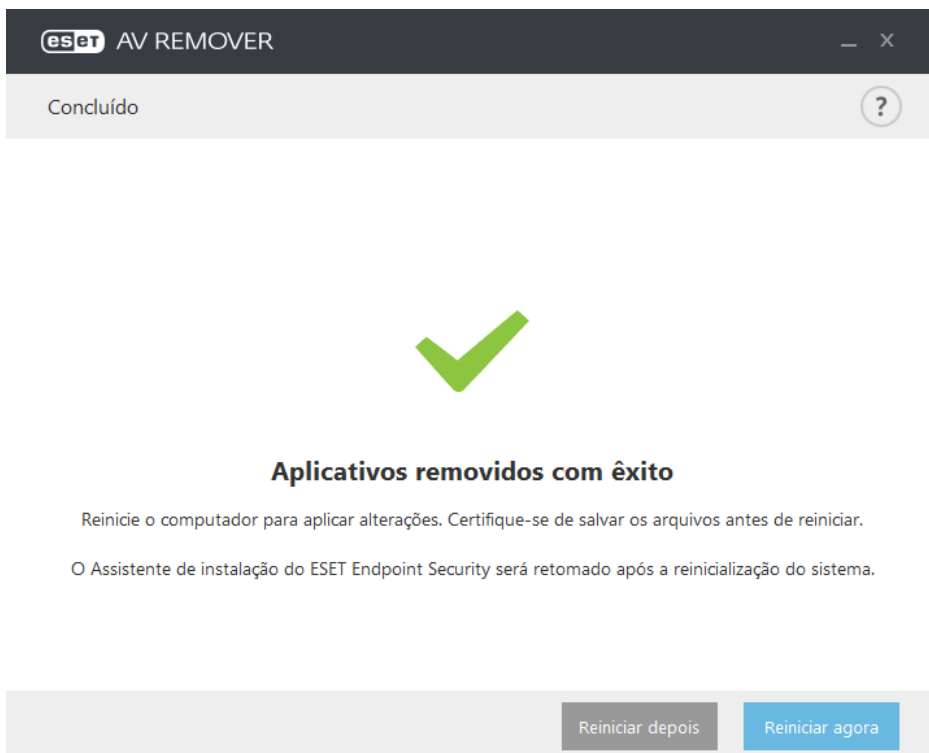 eset AV REMOVER
Concluído
?
Aplicativos removidos com êxito
Reinicie o computador para aplicar alterações. Certifique-se de salvar os arquivos antes de reiniciar.
O Assistente de instalação do ESET Endpoint Security será retomado após a reinicialização do sistema.
Reiniciar depois
Reiniciar agora